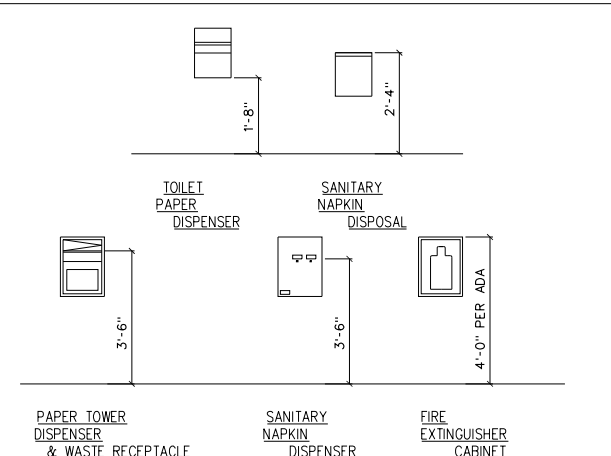 1'-8"
2'-4"
TOILET
PAPER
DISPENSER
SANITARY
NAPKIN
DISPOSAL
3'-6"
3'-6"
4'-0" PER ADA
PAPER TOWER
DISPENSER
& WASTE RECEPTACLE
SANITARY
NAPKIN
DISPENSER
FIRE
EXTINGUISHER
CABINET